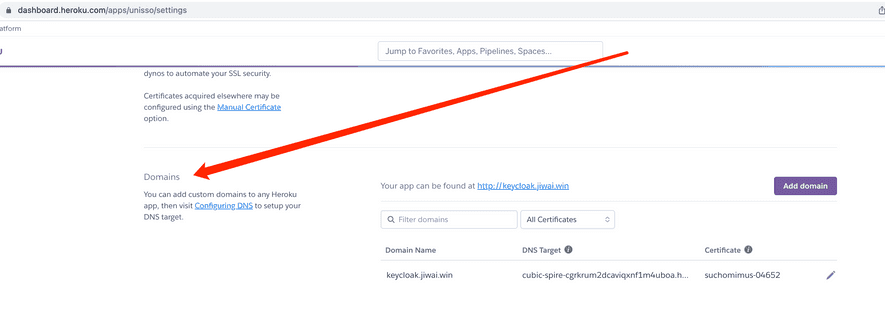 dashboard.heroku.com/apps/unisso/settings
atform
Jump to Favorites, Apps, Pipelines, Spaces...
dynos to automate your SSL security.
Certificates acquired elsewhere may be
configured using the Manual Certificate
option.
Domains
You can add custom domains to any Heroku
app, then visit Configuring DNS to setup your
DNS target.
Your app can be found at http://keycloak.jiwai.win
Add domain
Filter domains
All Certificates
Domain Name DNS Target Certificate
keycloak.jiwai.win cubic-spire-cgrkrum2dcaviqxnf1m4uboa.h... suchomimus-04652